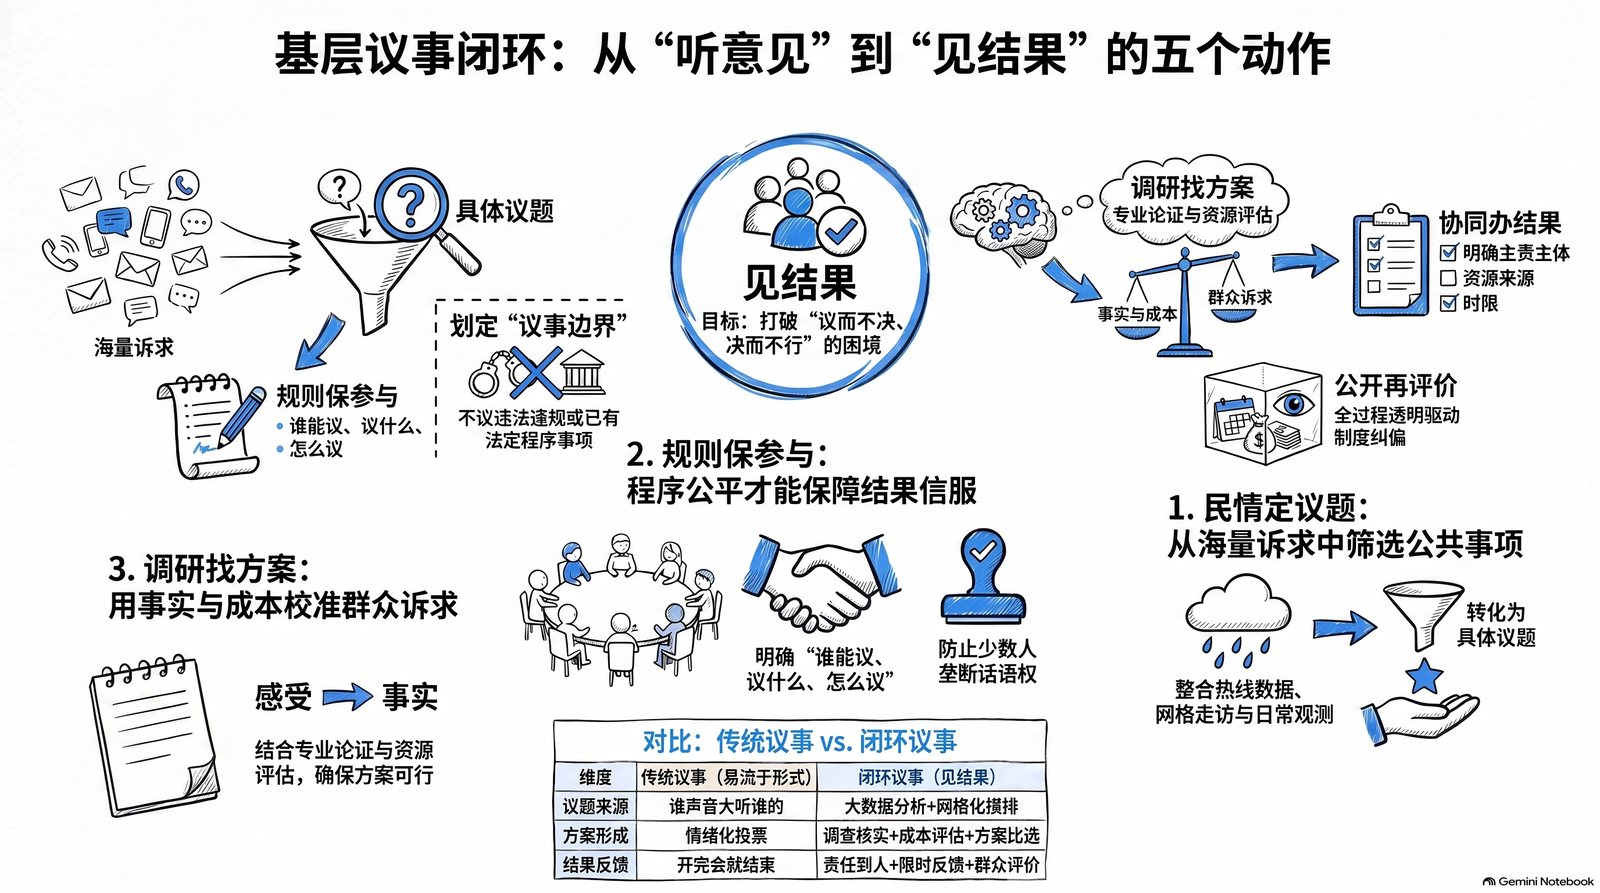 基层议事闭环：从“听意见”到“见结果”的五个动作
具体议题
海量诉求
规则保参与
• 谁能议、议什么、
• 怎么议
划定“议事边界”
不议违法违规或已有
法定程序事项
见结果
目标：打破“议而不决、
决而不行”的困境
调研找方案
专业论证与资源评估
事实与成本
群众诉求
协同办结果
明确主责主体
资源来源
时限
公开再评价
全过程透明驱动
制度纠偏
2. 规则保参与：
程序公平才能保障结果信服
明确“谁能议、
议什么、怎么议”
防止少数人
垄断话语权
1. 民情定议题：
从海量诉求中筛选公共事项
转化为
具体议题
整合热线数据、
网格走访与日常观测
3. 调研找方案：
用事实与成本校准群众诉求
感受 事实
结合专业论证与资源
评估，确保方案可行
对比：传统议事 vs. 闭环议事
维度 传统议事（易流于形式） 闭环议事（见结果）
议题来源 谁声音大听谁的 大数据分析+网格化摸排
方案形成 情绪化投票 调查核实+成本评估+方案比选
结果反馈 开完会就结束 责任到人+限时反馈+群众评价
Gemini Notebook